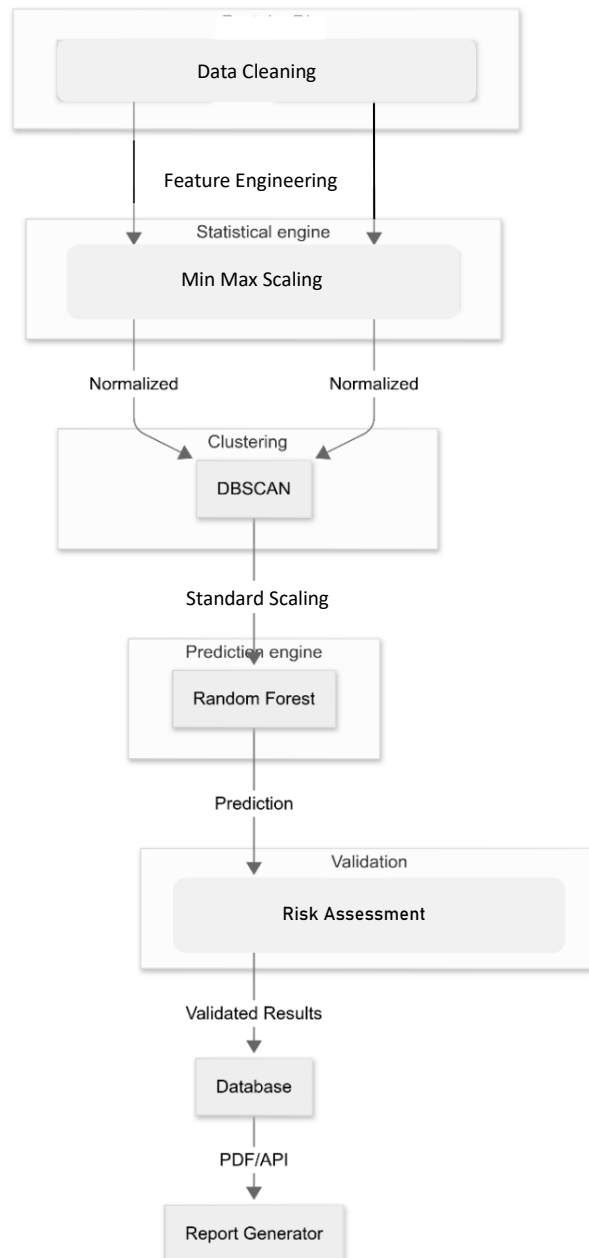 Data Cleaning
Feature Engineering
Statistical engine
Min Max Scaling
Normalized
Normalized
Clustering
DBSCAN
Standard Scaling
Prediction engine
Random Forest
Prediction
Validation
Risk Assessment
Validated Results
Database
PDF/API
Report Generator